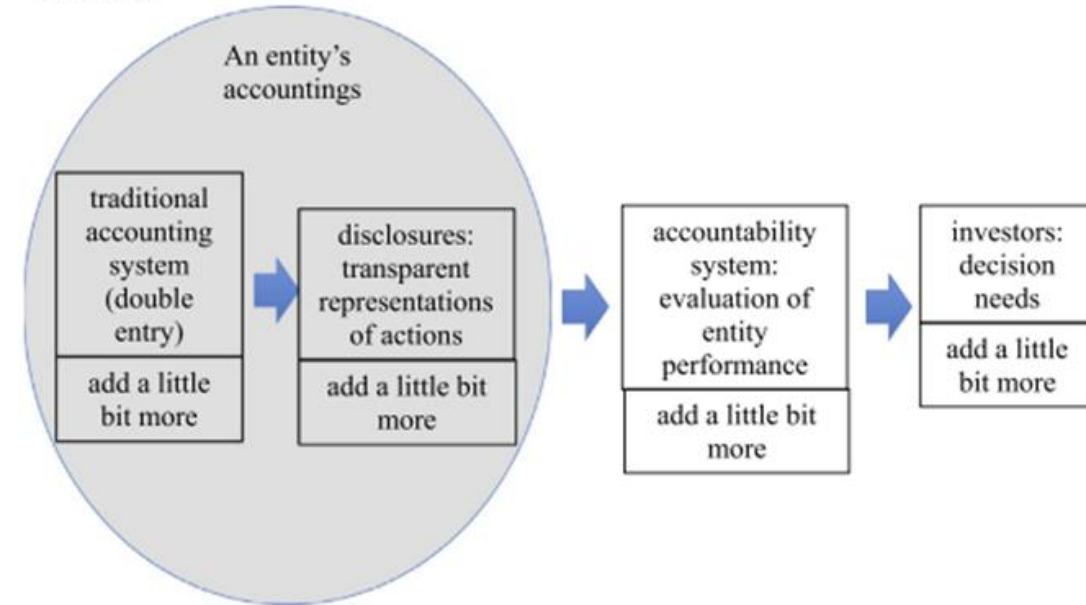 An entity's
accountings
traditional
accounting
system
(double
entry)
add a little
bit more
disclosures:
transparent
representations
of actions
add a little bit
more
accountability
system:
evaluation of
entity
performance
add a little bit
more
investors:
decision
needs
add a little
bit more